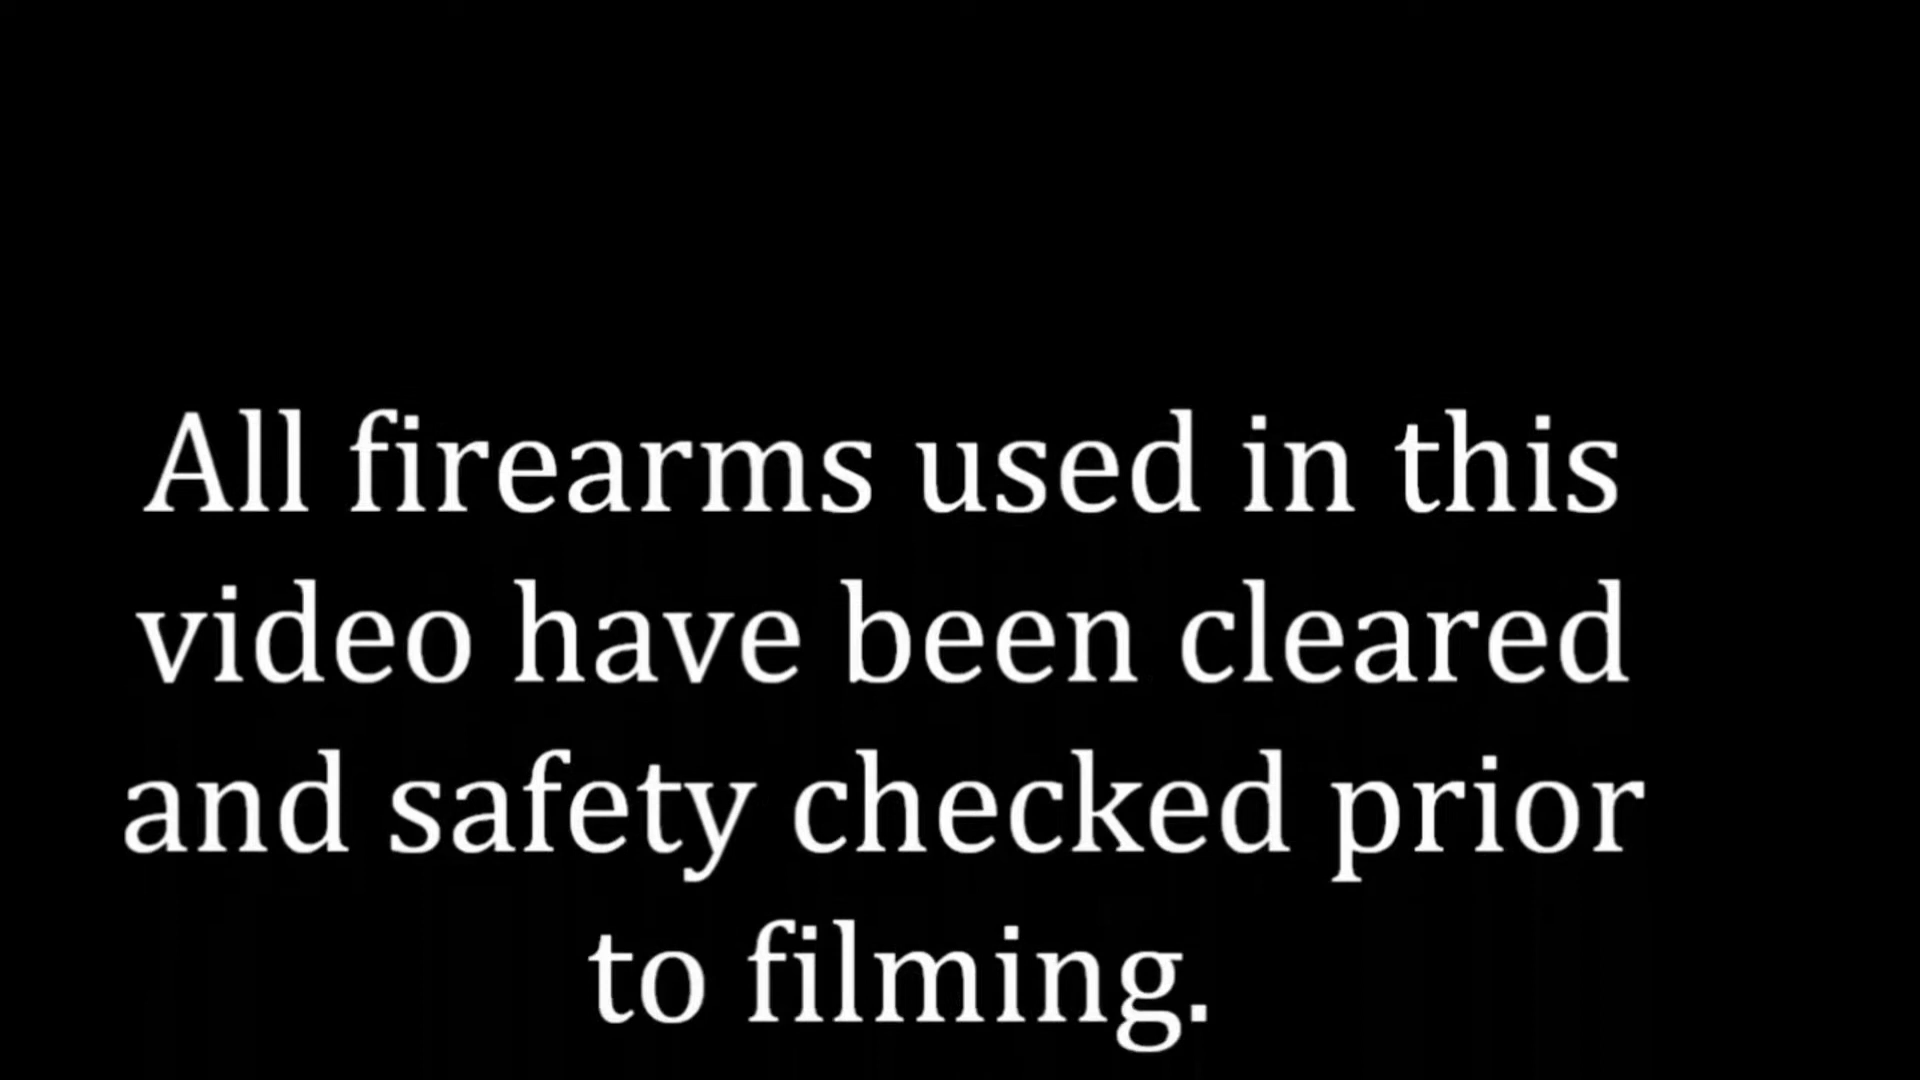 All firearms used in this
video have been cleared
and safety checked prior
to filming.